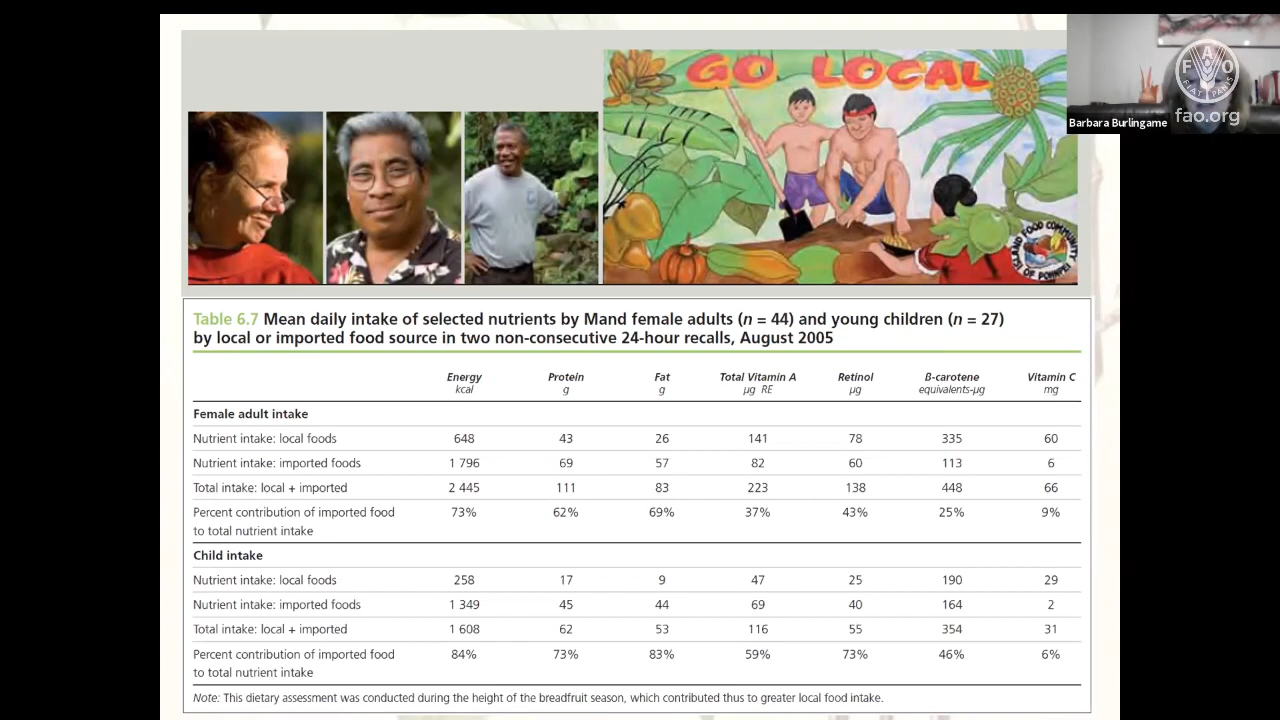 GO LOCAL
FAO
FIAT PANIS
fao.org
Barbara Burlingame
ISLAND FOOD COMMUNITY
OF POHNPEI
Table 6.7 Mean daily intake of selected nutrients by Mand female adults (n = 44) and young children (n = 27)
by local or imported food source in two non-consecutive 24-hour recalls, August 2005
Energy Protein Fat Total Vitamin A Retinol ß-carotene Vitamin C
kcal g g µg RE µg equivalents-µg mg
Female adult intake
Nutrient intake: local foods 648 43 26 141 78 335 60
Nutrient intake: imported foods 1 796 69 57 82 60 113 6
Total intake: local + imported 2 445 111 83 223 138 448 66
Percent contribution of imported food 73% 62% 69% 37% 43% 25% 9%
to total nutrient intake
Child intake
Nutrient intake: local foods 258 17 9 47 25 190 29
Nutrient intake: imported foods 1 349 45 44 69 40 164 2
Total intake: local + imported 1 608 62 53 116 55 354 31
Percent contribution of imported food 84% 73% 83% 59% 73% 46% 6%
to total nutrient intake
Note: This dietary assessment was conducted during the height of the breadfruit season, which contributed thus to greater local food intake.